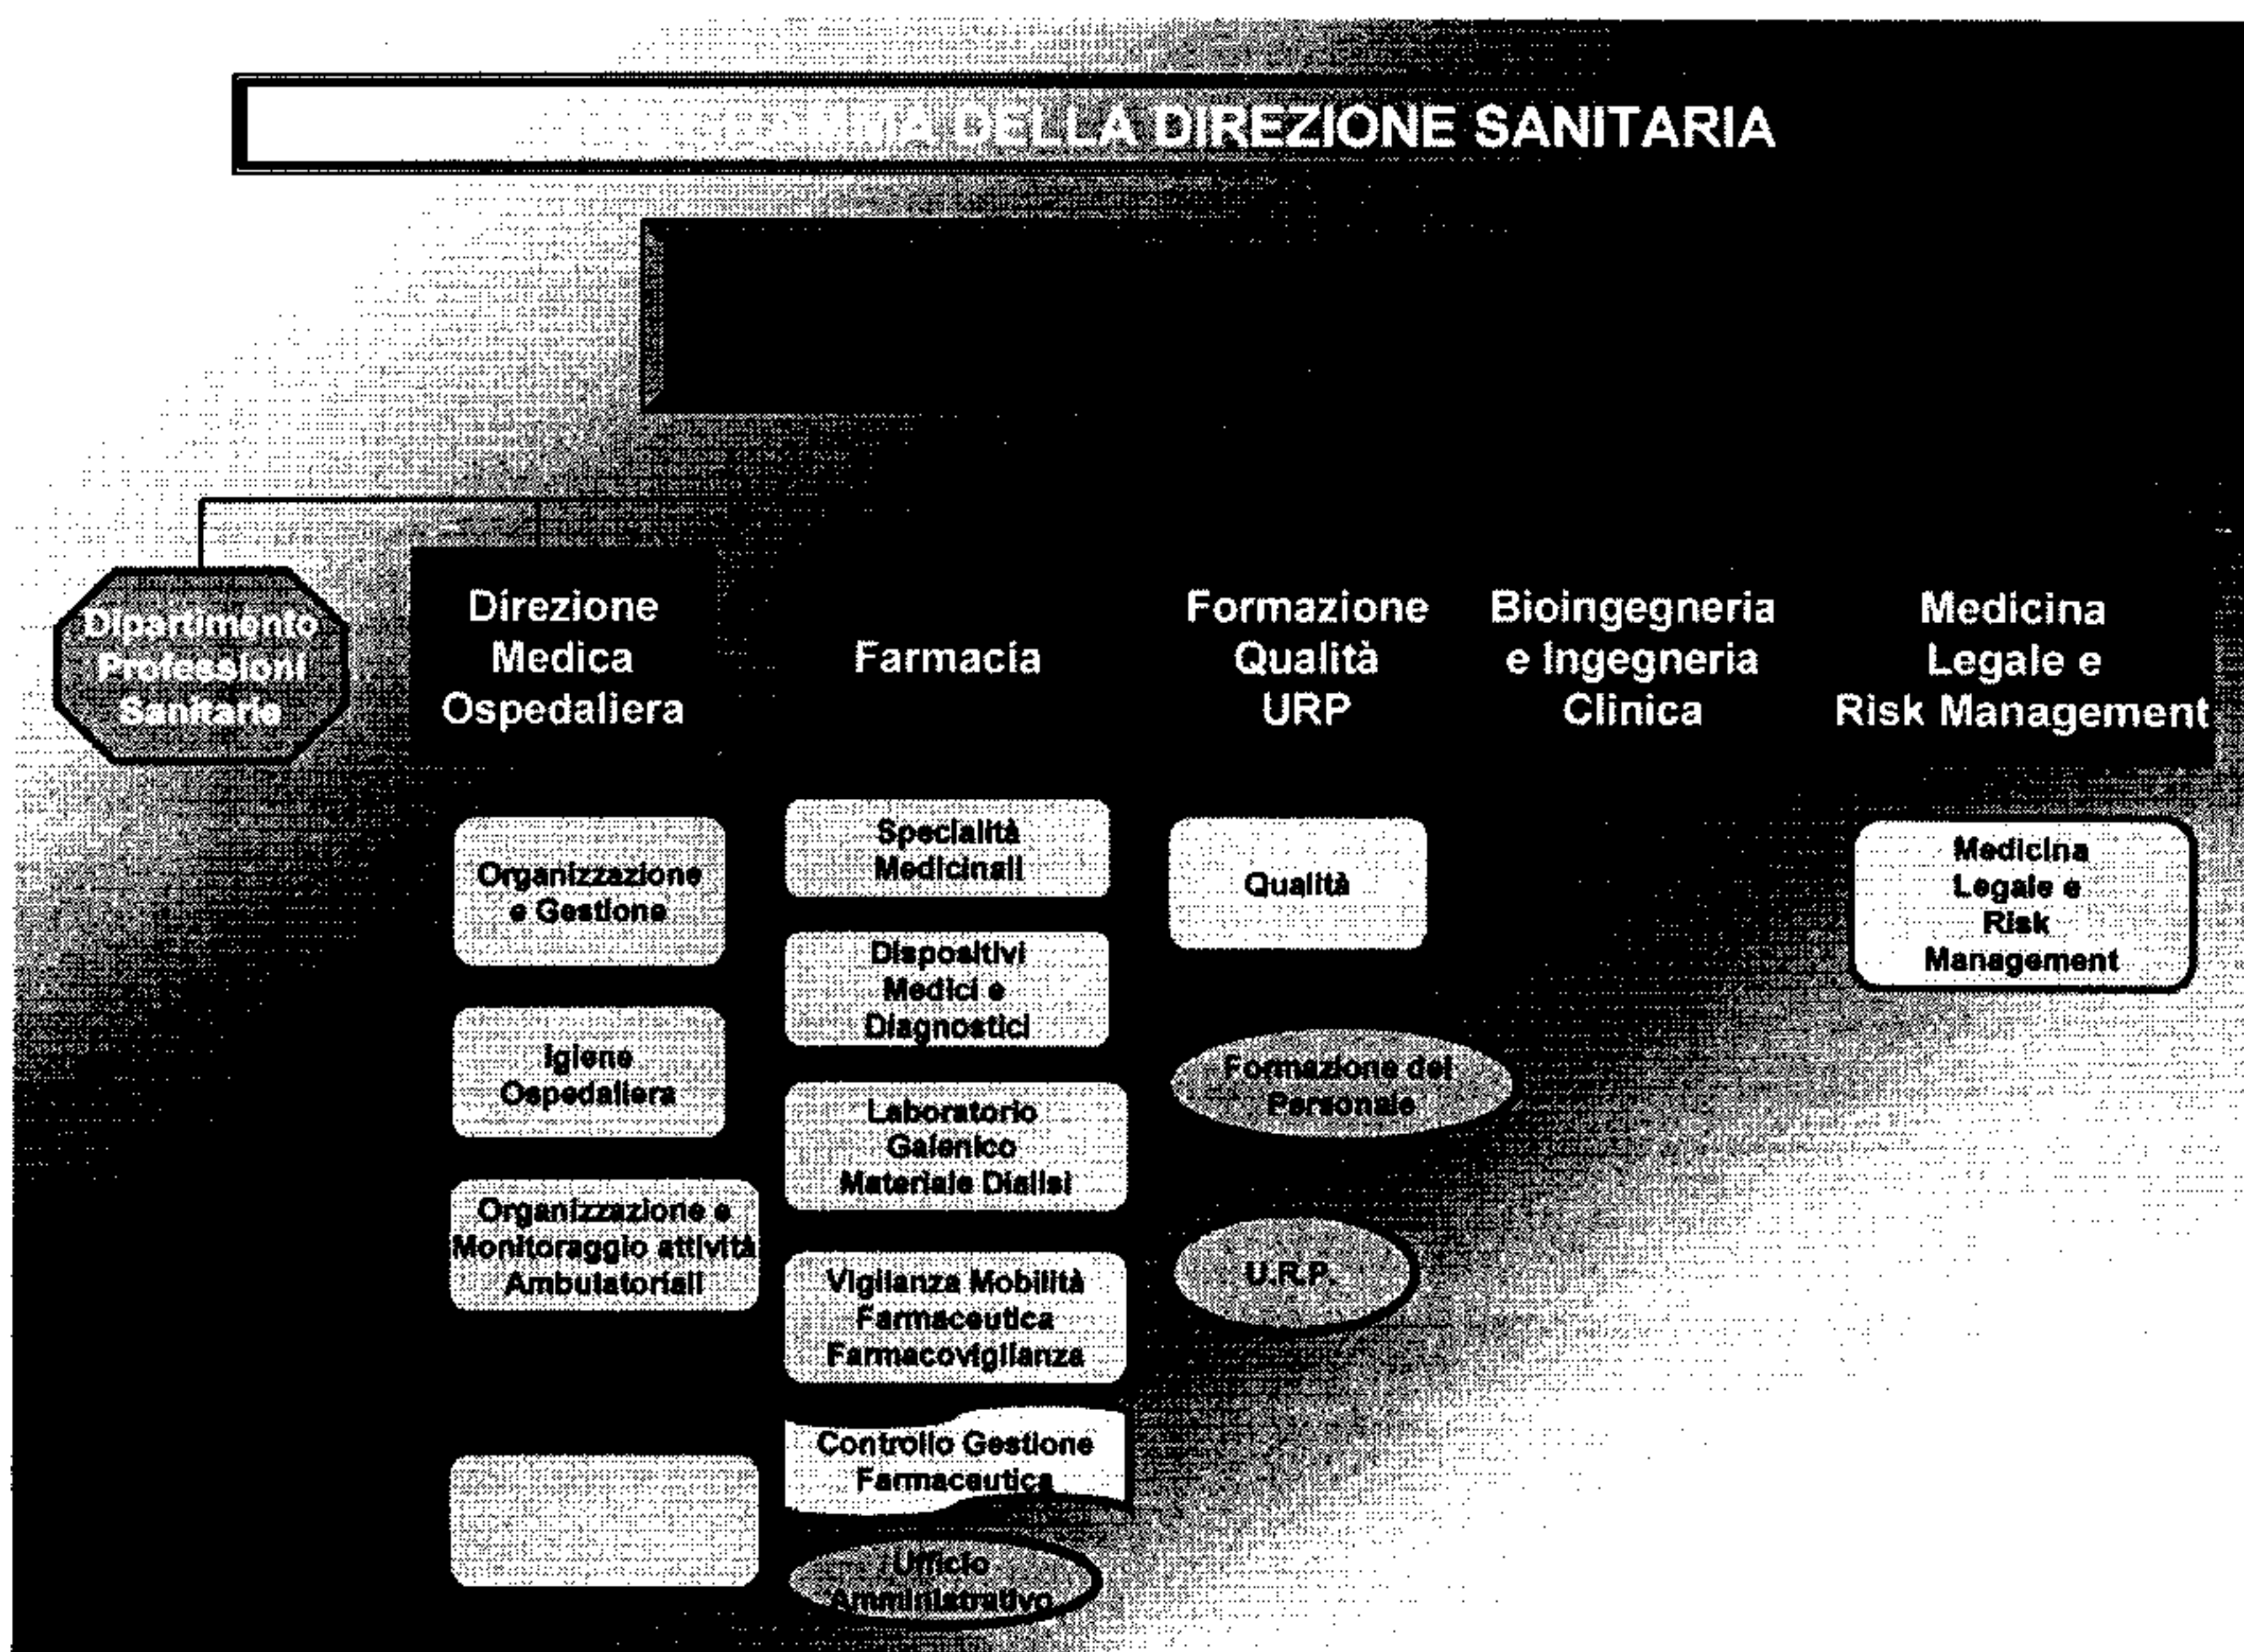 DELLA DIREZIONE SANITARIA
Dipartimento
Professioni
Sanitarie
Direzione
Medica
Ospedaliera
Farmacia
Formazione
Qualità
URP
Bioingegneria
e Ingegneria
Clinica
Medicina
Legale e
Risk Management
Organizzazione
e Gestione
Igiene
Ospedaliera
Organizzazione e
Monitoraggio attività
Ambulatoriali
Specialità
Medicinali
Dispositivi
Medici e
Diagnostici
Laboratorio
Galenico
Materiale Dialisi
Vigilanza Mobilità
Farmaceutica
Farmacovigilanza
Controllo Gestione
Farmaceutica
Ufficio
Amministrativo
Qualità
Formazione del
Personale
U.R.P.
Medicina
Legale e
Risk
Management